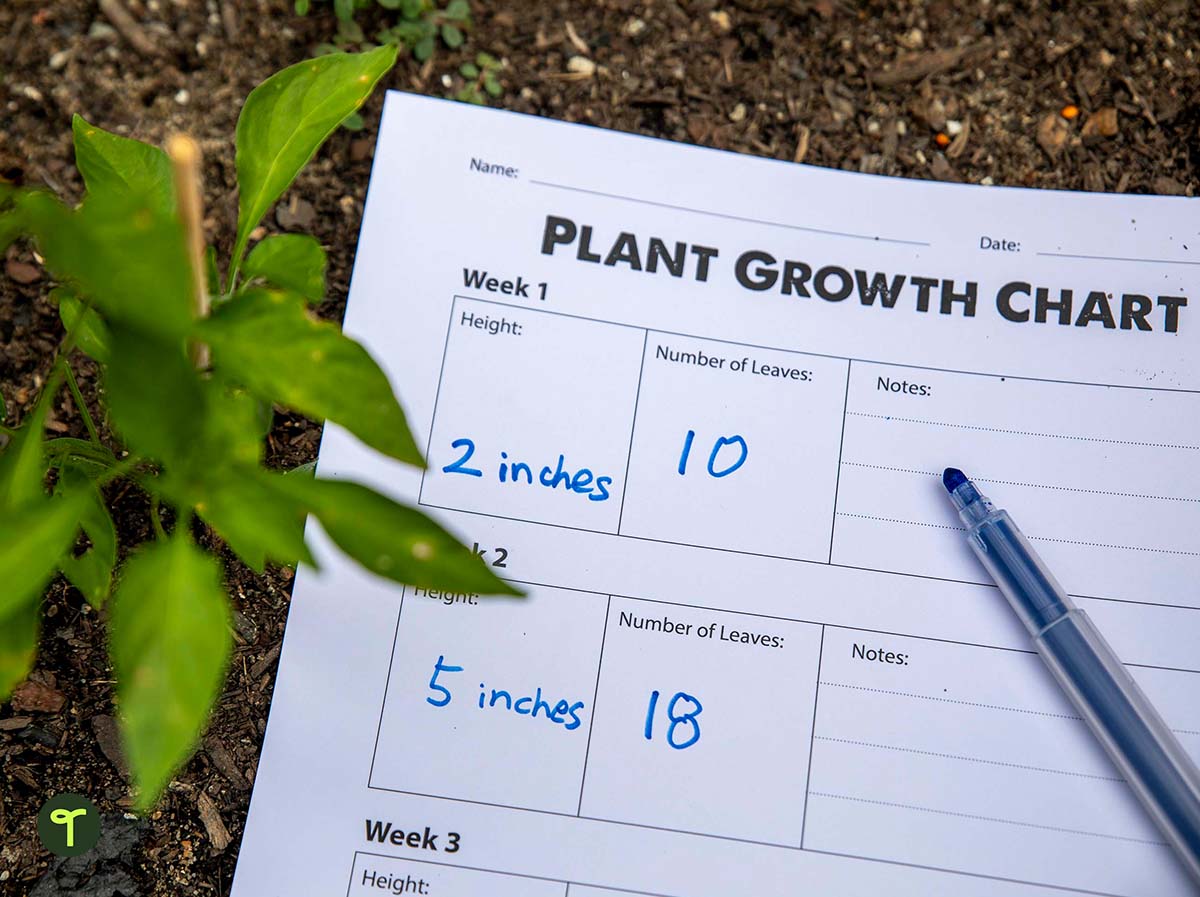 Name:
Date:
PLANT GROWTH CHART
Week 1
Height:
Number of Leaves:
Notes:
2 inches
10
k 2
Height:
Number of Leaves:
Notes:
5 inches
18
Week 3
Height: